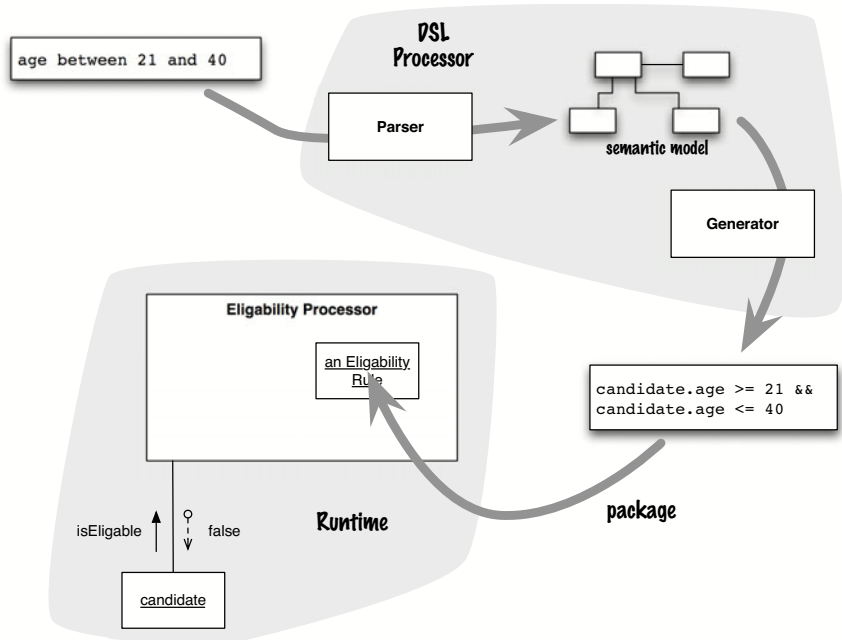 DSL
Processor
age between 21 and 40
Parser
semantic model
Generator
Eligability Processor
an Eligability
Rule
candidate.age >= 21 &&
candidate.age <= 40
package
Runtime
isEligable
false
candidate